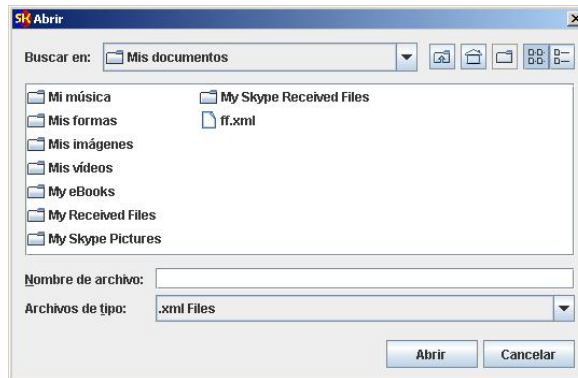 SK Abrir
Buscar en: Mis documentos
Mi música
Mis formas
Mis imágenes
Mis vídeos
My eBooks
My Received Files
My Skype Pictures
My Skype Received Files
ff.xml
Nombre de archivo:
Archivos de tipo: .xml Files
Abrir Cancelar